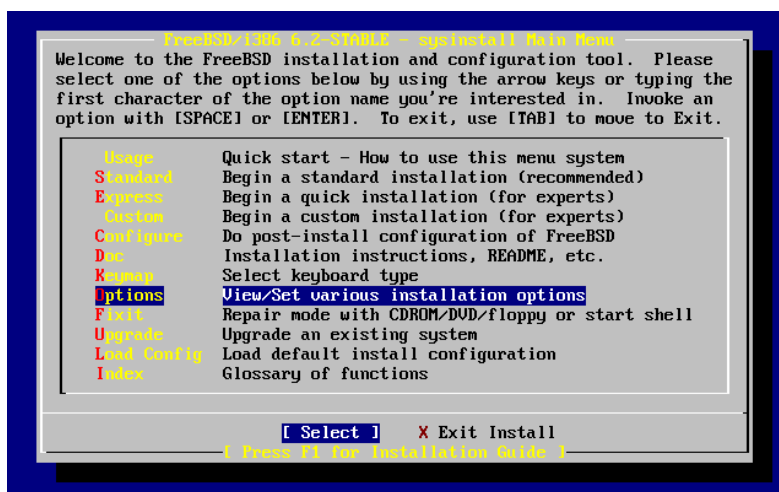 FreeBSD/i386 6.2-STABLE - sysinstall Main Menu
Welcome to the FreeBSD installation and configuration tool.  Please
select one of the options below by using the arrow keys or typing the
first character of the option name you're interested in.  Invoke an
option with [SPACE] or [ENTER].  To exit, use [TAB] to move to Exit.
Usage Quick start - How to use this menu system
Standard Begin a standard installation (recommended)
Express Begin a quick installation (for experts)
Custom Begin a custom installation (for experts)
Configure Do post-install configuration of FreeBSD
Doc Installation instructions, README, etc.
Keymap Select keyboard type
Options View/Set various installation options
Fixit Repair mode with CDROM/DVD/floppy or start shell
Upgrade Upgrade an existing system
Load Config Load default install configuration
Index Glossary of functions
[ Select ] X Exit Install
[ Press F1 for Installation Guide ]